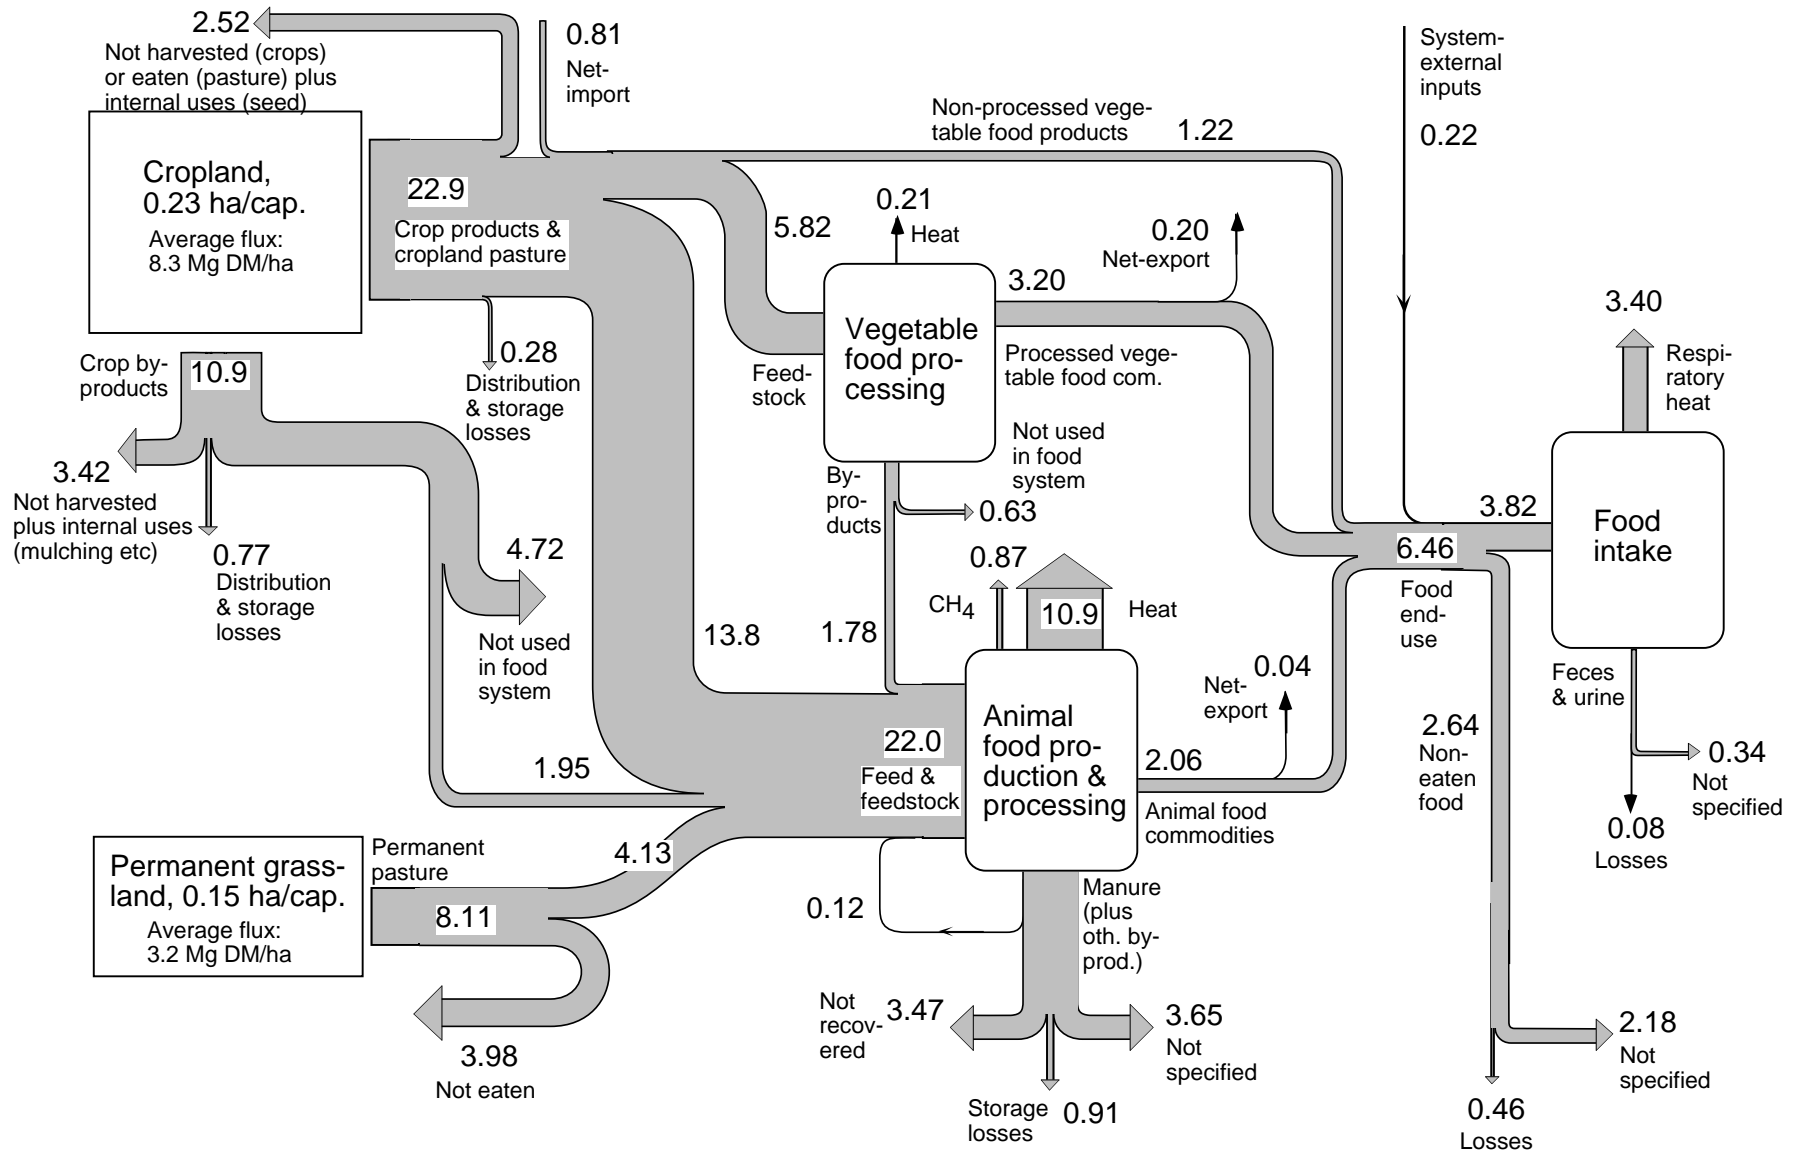 2.52
Not harvested (crops)
or eaten (pasture) plus
internal uses (seed)
0.81
Net-
import
System-
external
inputs
0.22
Non-processed vege-
table food products
1.22
Cropland,
0.23 ha/cap.
Average flux:
8.3 Mg DM/ha
22.9
Crop products &
cropland pasture
5.82
0.21
Heat
0.20
Net-export
3.20
Vegetable
food pro-
cessing
Processed vege-
table food com.
Feed-
stock
3.40
Respi-
ratory
heat
0.28
Distribution
& storage
losses
Crop by-
products
10.9
3.42
Not harvested
plus internal uses
(mulching etc)
0.77
Distribution
& storage
losses
4.72
Not used
in food
system
By-
pro-
ducts
Not used
in food
system
0.63
0.87
CH4
10.9
Heat
13.8
1.78
3.82
6.46
Food
end-
use
Food
intake
Feces
& urine
0.34
Not
specified
0.08
Losses
2.64
Non-
eaten
food
Net-
export
0.04
22.0
Feed &
feedstock
Animal
food pro-
duction &
processing
2.06
Animal food
commodities
1.95
4.13
Permanent grass-
land, 0.15 ha/cap.
Average flux:
3.2 Mg DM/ha
Permanent
pasture
8.11
3.98
Not eaten
0.12
Manure
(plus
oth. by-
prod.)
Not
recov-
ered
3.47
3.65
Not
specified
Storage
losses
0.91
2.18
Not
specified
0.46
Losses